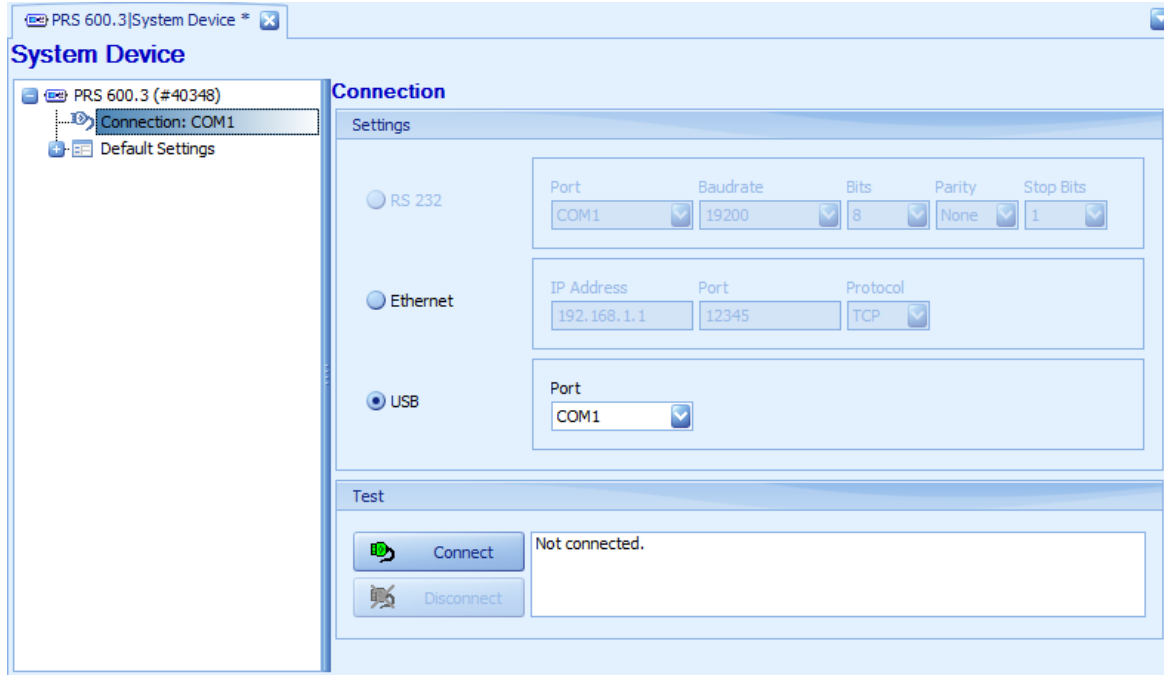 PRS 600.3|System Device *
System Device
PRS 600.3 (#40348)
Connection: COM1
Default Settings
Connection
Settings
RS 232
Port Baudrate Bits Parity Stop Bits
COM1 19200 8 None 1
Ethernet
IP Address Port Protocol
192.168.1.1 12345 TCP
USB
Port
COM1
Test
Connect
Not connected.
Disconnect